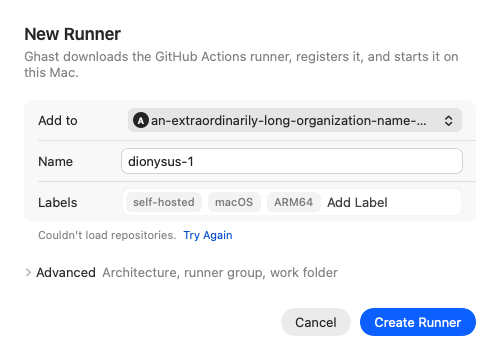 New Runner
Ghast downloads the GitHub Actions runner, registers it, and starts it on
this Mac.
Add to A an-extraordinarily-long-organization-name-...
Name dionysus-1
Labels self-hosted macOS ARM64 Add Label
Couldn't load repositories. Try Again
Advanced Architecture, runner group, work folder
Cancel Create Runner